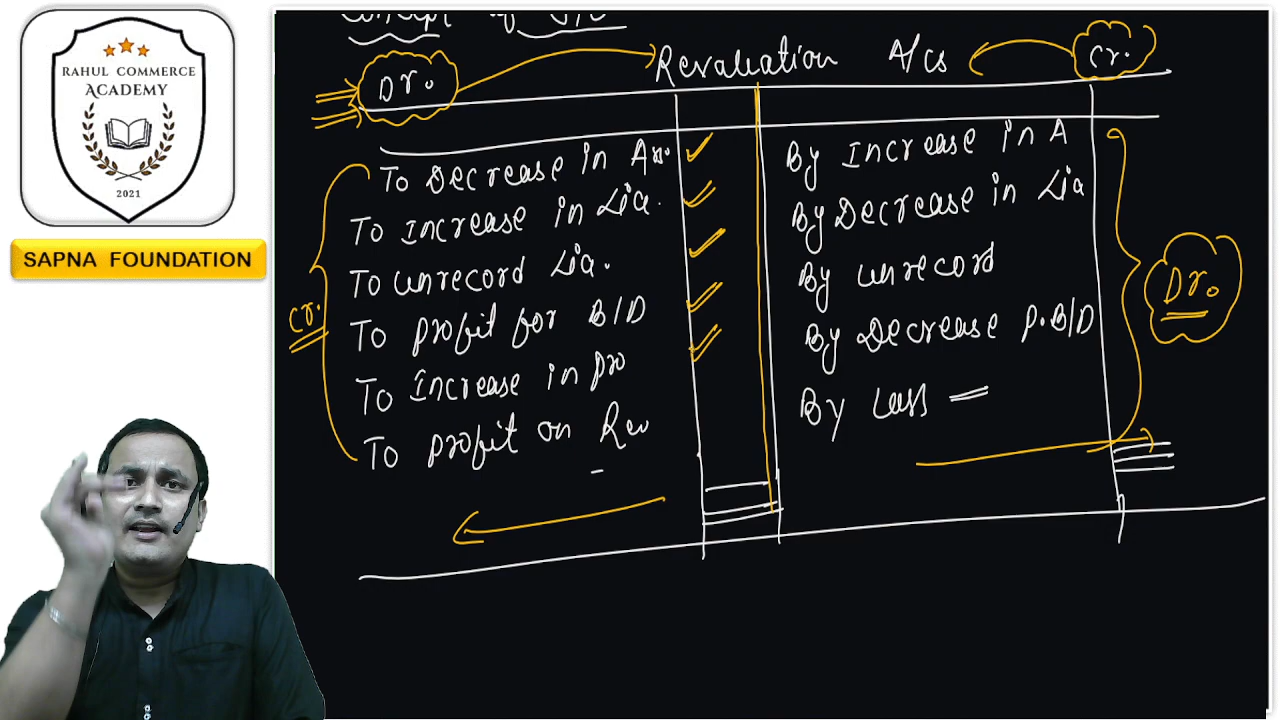 RAHUL COMMERCE
ACADEMY
2021
SAPNA FOUNDATION
Concept of
Dr. Revaluation A/cs Cr.
To Decrease in
By Increase in A
To Increase in Lia.
By Decrease in Lia
To unrecord Lia.
By unrecord
To profit for B/D
By Decrease P.B/D
To Increase in pro
By Loss
To profit on Rev
Cr.
Dr.